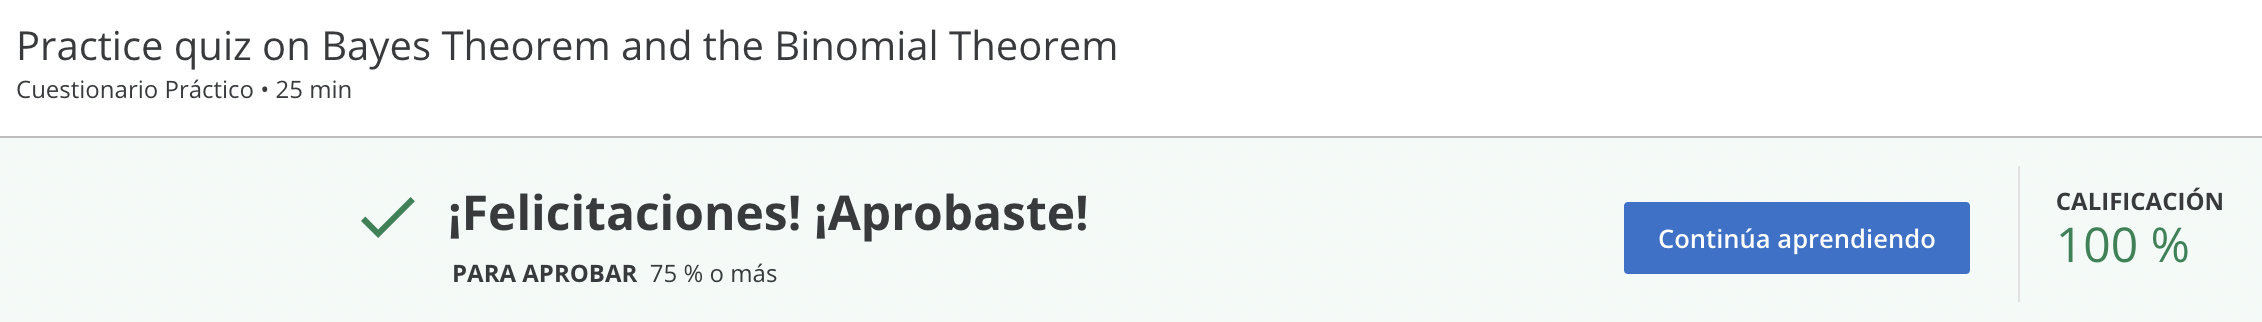 Practice quiz on Bayes Theorem and the Binomial Theorem
Cuestionario Práctico • 25 min
¡Felicitaciones! ¡Aprobaste!
PARA APROBAR 75 % o más
Continúa aprendiendo
CALIFICACIÓN
100 %